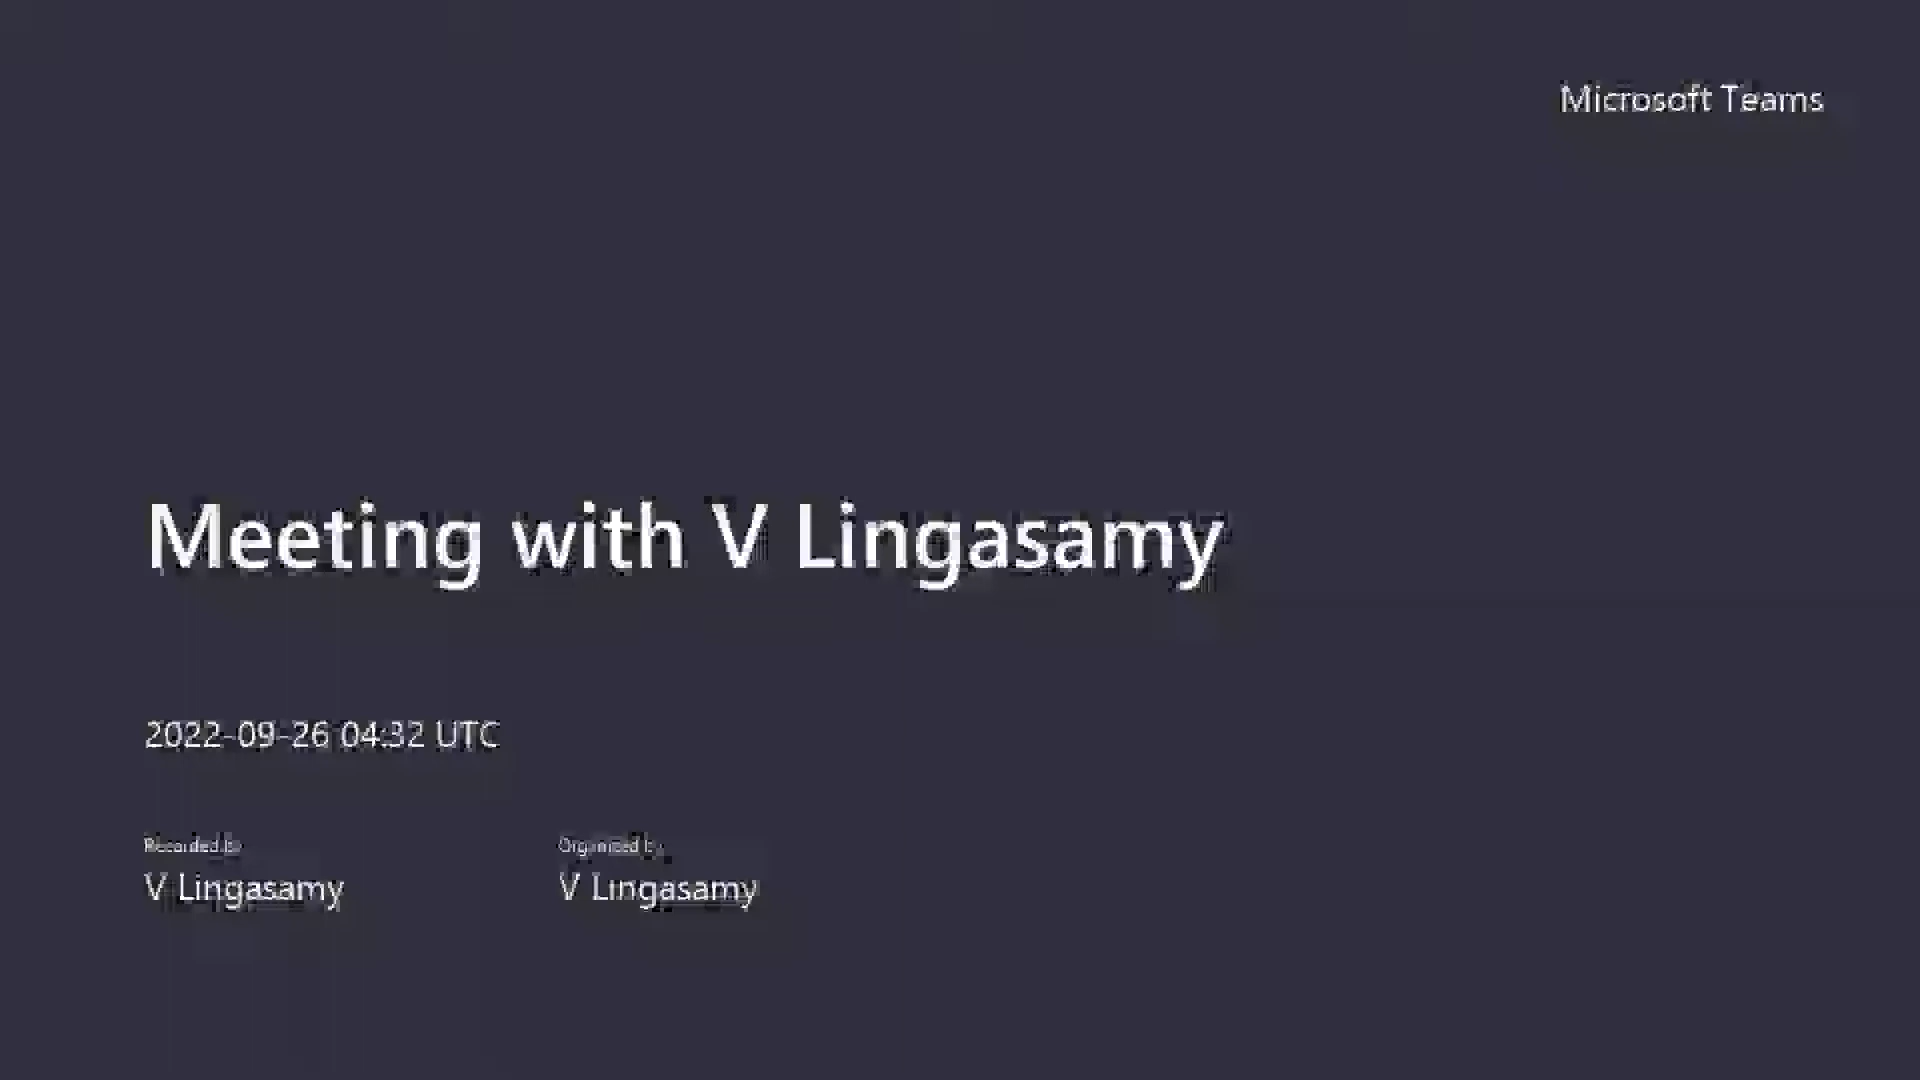 Microsoft Teams
Meeting with V Lingasamy
2022-09-26 04:32 UTC
Recorded by
Organized by
V Lingasamy
V Lingasamy